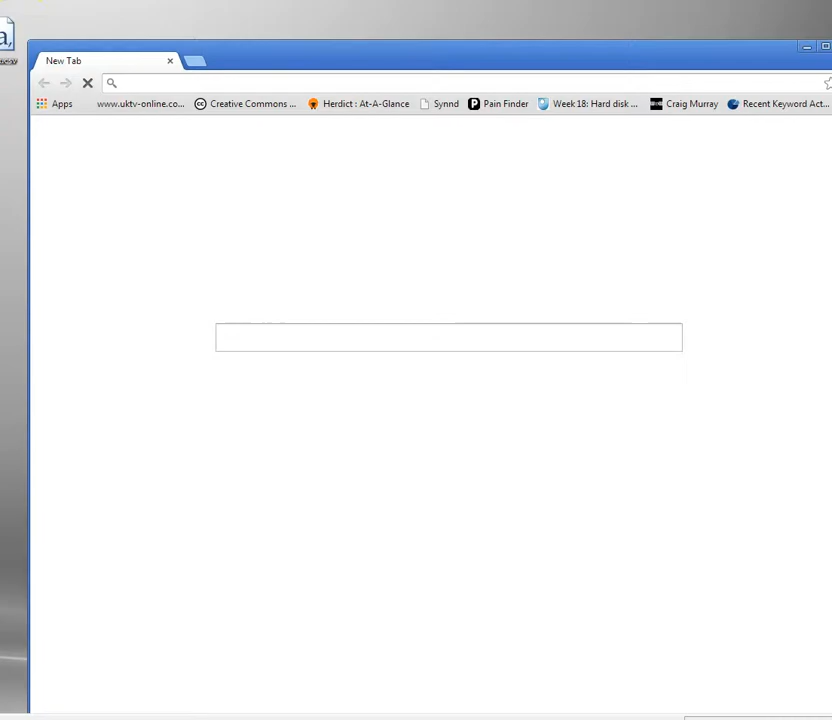 New Tab
Apps www.uktv-online.co... Creative Commons ... Herdict : At-A-Glance Synnd Pain Finder Week 18: Hard disk ... Craig Murray Recent Keyword Act...